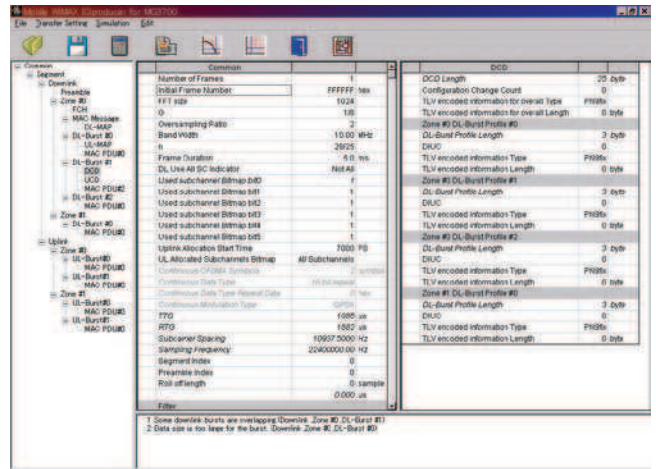 Mobile WiMAX IQproducer for MG3700
File Transfer Setting Simulation Edit
Common
Segment
Downlink
Preamble
Zone #0
FCH
MAC Message
DL-MAP
DL-Burst #0
UL-MAP
MAC PDU#0
DL-Burst #1
DCD
UCD
MAC PDU#2
DL-Burst #2
MAC PDU#0
Zone #1
DL-Burst #0
MAC PDU#0
Uplink
Zone #0
UL-Burst#0
MAC PDU#0
UL-Burst#1
MAC PDU#0
Zone #1
UL-Burst#0
MAC PDU#0
UL-Burst#1
MAC PDU#0
Common
Number of Frames 1
Initial Frame Number FFFFFF hex
FFT size 1024
G 1/8
Oversampling Ratio 2
Band Width 10.00 MHz
n 28/25
Frame Duration 5.0 ms
DL Use All SC Indicator Not All
Used subchannel Bitmap bit0 1
Used subchannel Bitmap bit1 1
Used subchannel Bitmap bit2 1
Used subchannel Bitmap bit3 1
Used subchannel Bitmap bit4 1
Used subchannel Bitmap bit5 1
Uplink Allocation Start Time 7000 PS
UL Allocated Subchannels Bitmap All Subchannels
Continuous OFDMA Symbols symbol
Continuous Data Type 16 bit repeat
Continuous Data Type Repeat Data 0 hex
Continuous Modulation Type QPSK
TTG us
RTG us
Subcarrier Spacing 10937.5000 Hz
Sampling Frequency 22400000.00 Hz
Segment Index 0
Preamble Index 0
Roll off length 0 sample
0.000 us
Filter
DCD
DCD Length 25 byte
Configuration Change Count 0
TLV encoded information for overall Type PN9fix
TLV encoded information for overall Length 0 byte
Zone #0 DL-Burst Profile #0
DL-Burst Profile Length 3 byte
DIUC 0
TLV encoded information Type PN9fix
TLV encoded information Length 0 byte
Zone #0 DL-Burst Profile #1
DL-Burst Profile Length 3 byte
DIUC 0
TLV encoded information Type PN9fix
TLV encoded information Length 0 byte
Zone #0 DL-Burst Profile #2
DL-Burst Profile Length 3 byte
DIUC 0
TLV encoded information Type PN9fix
TLV encoded information Length 0 byte
Zone #1 DL-Burst Profile #0
DL-Burst Profile Length 3 byte
DIUC 0
TLV encoded information Type PN9fix
TLV encoded information Length 0 byte
1 Some downlink bursts are overlapping (Downlink ,Zone #0 ,DL-Burst #1)
2 Data size is too large for the burst. (Downlink ,Zone #0 ,DL-Burst #0)